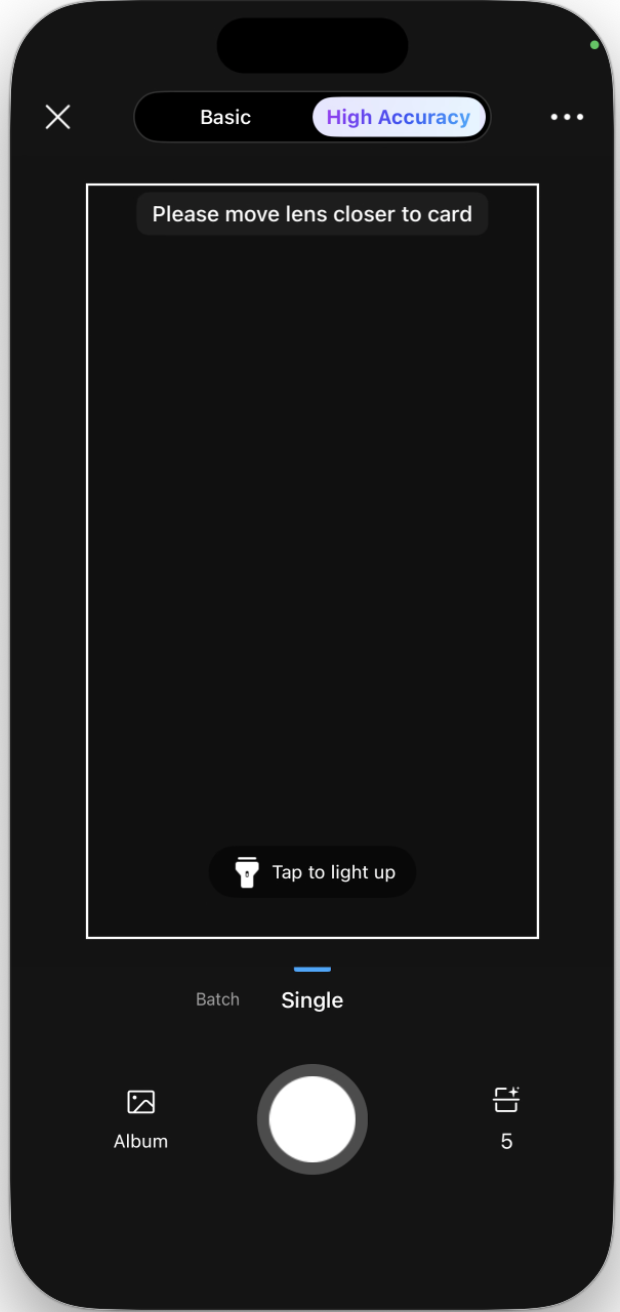 Basic
High Accuracy
Please move lens closer to card
Tap to light up
Batch
Single
Album
5